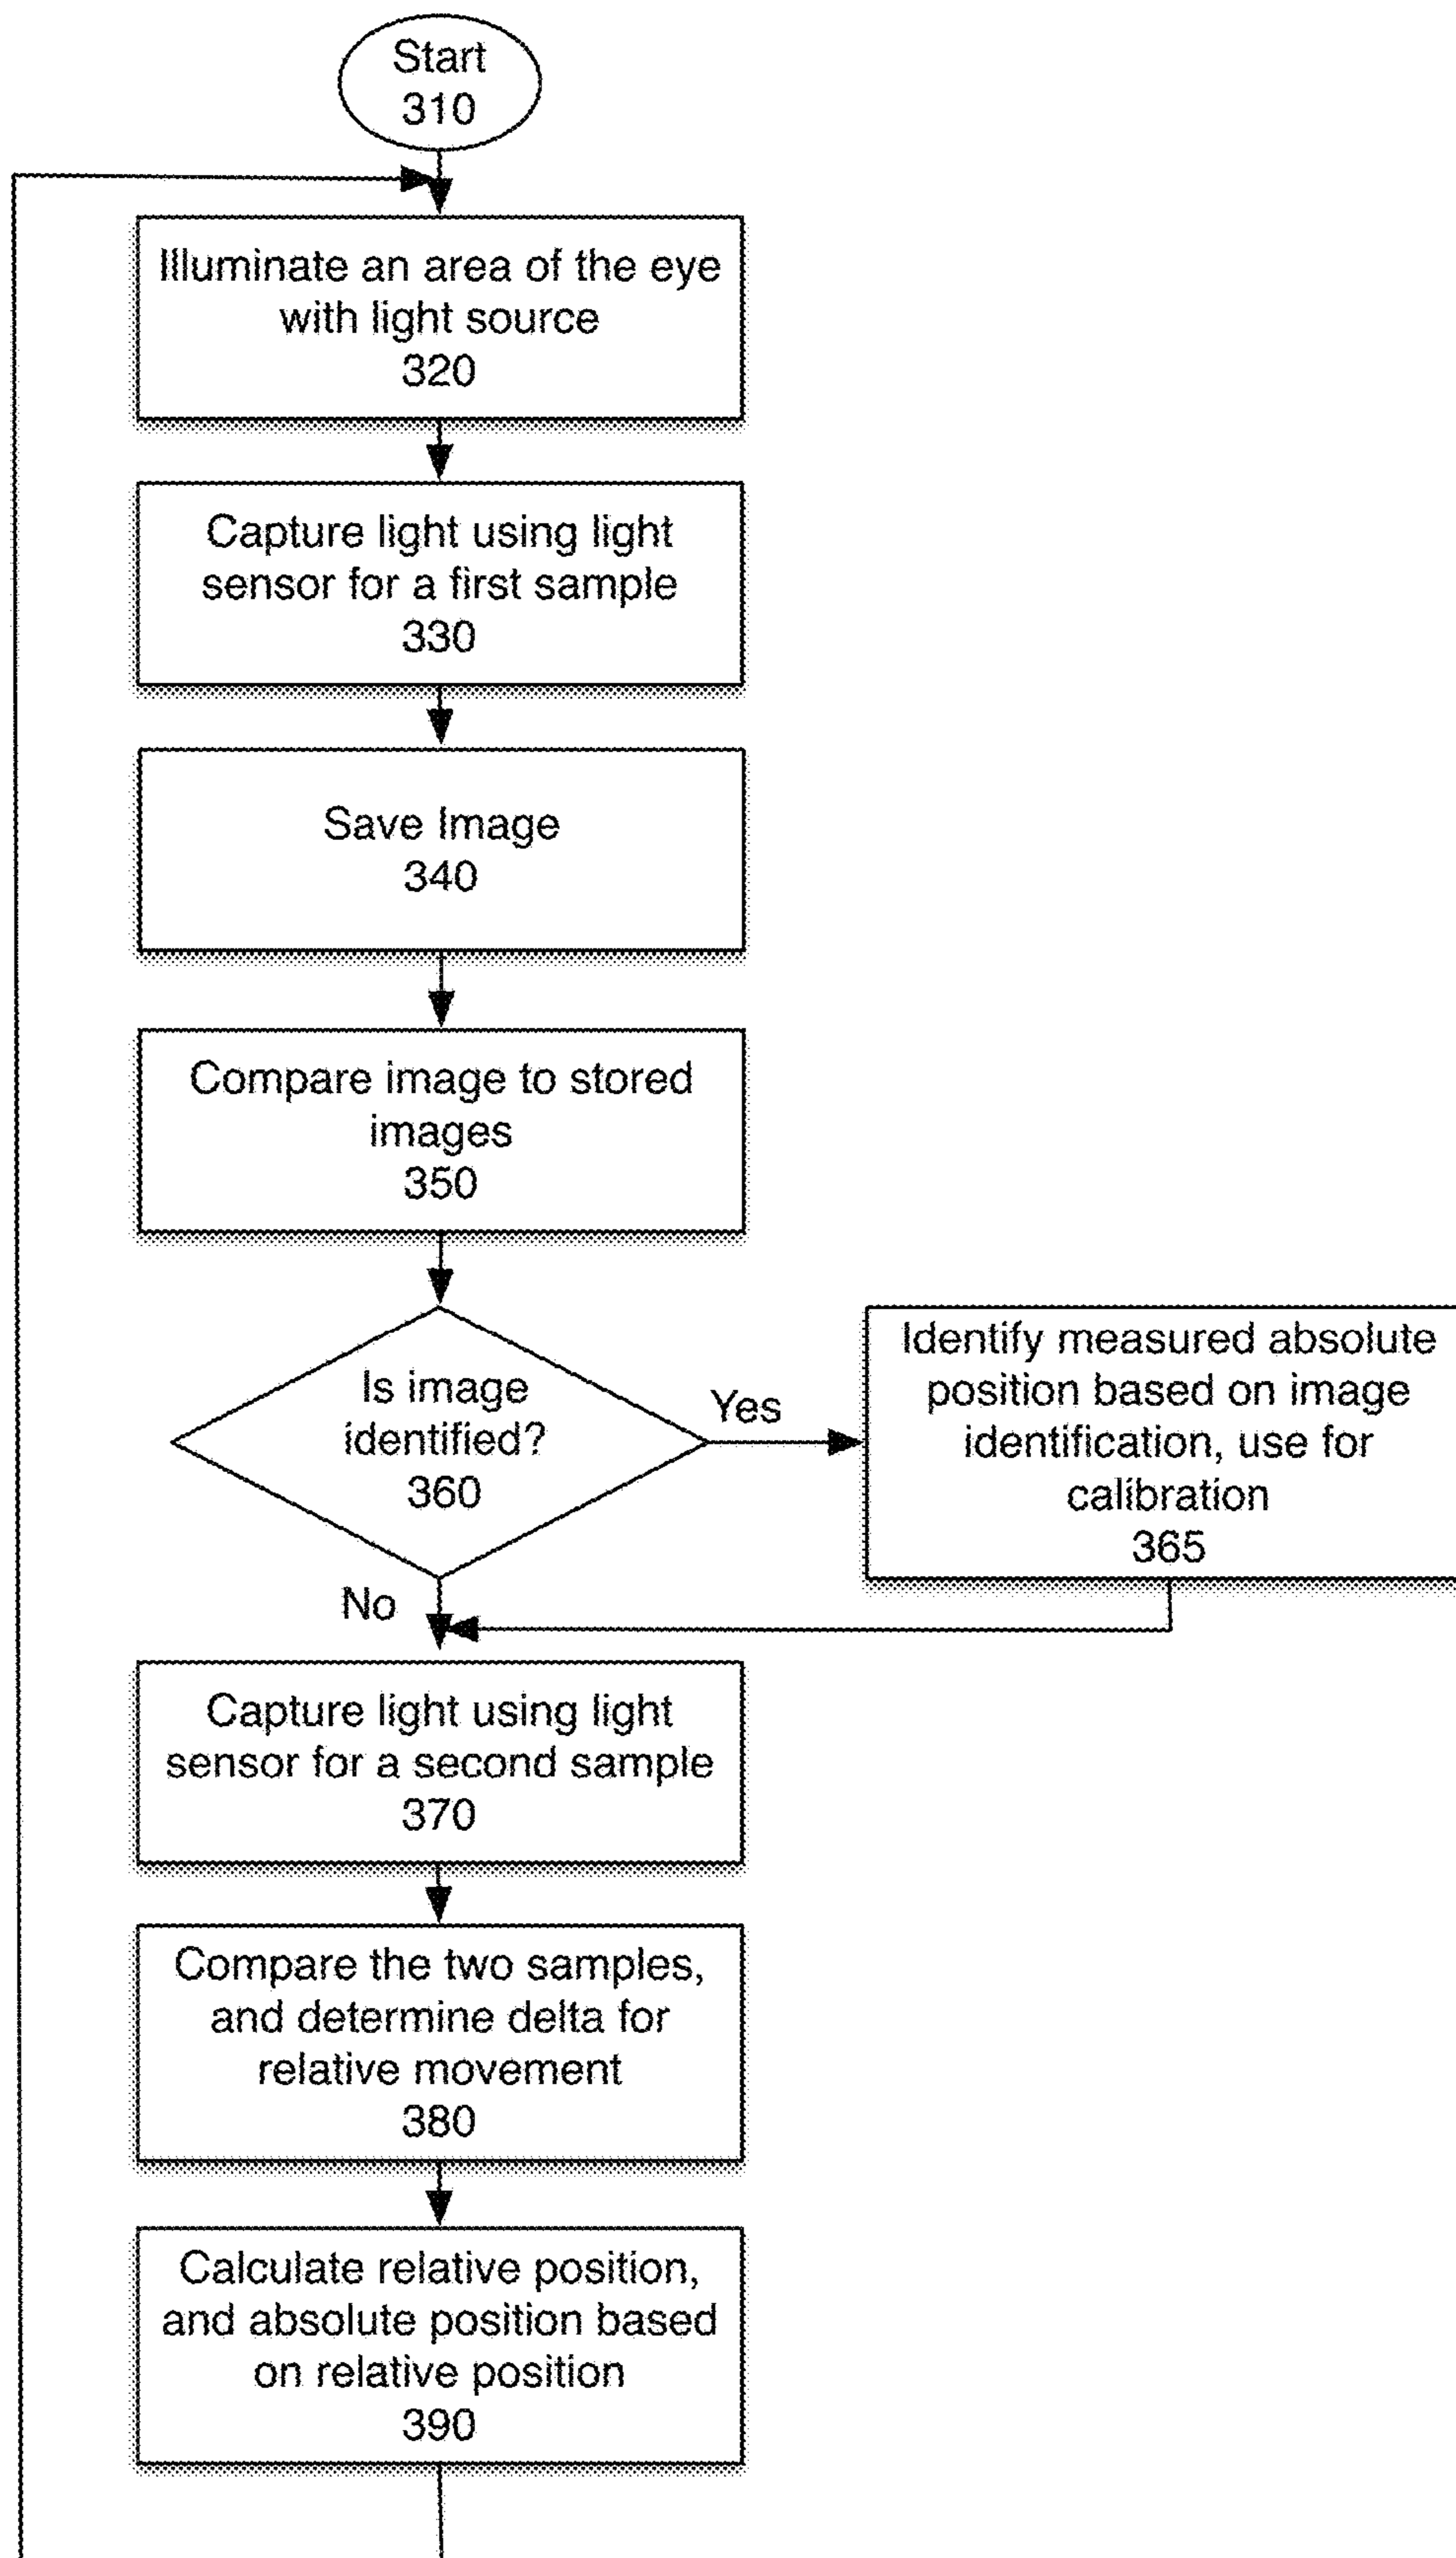 Start
310
Illuminate an area of the eye
with light source
320
Capture light using light
sensor for a first sample
330
Save Image
340
Compare image to stored
images
350
Is image
identified?
360
Yes
Identify measured absolute
position based on image
identification, use for
calibration
365
No
Capture light using light
sensor for a second sample
370
Compare the two samples,
and determine delta for
relative movement
380
Calculate relative position,
and absolute position based
on relative position
390